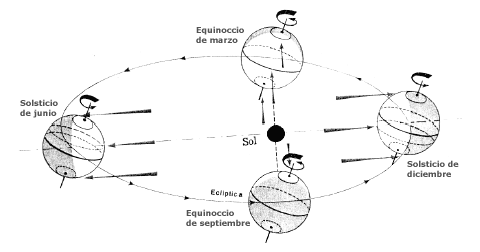 Equinoccio
de marzo
Solsticio
de junio
Sol
Solsticio de
diciembre
Eclíptica
Equinoccio
de septiembre